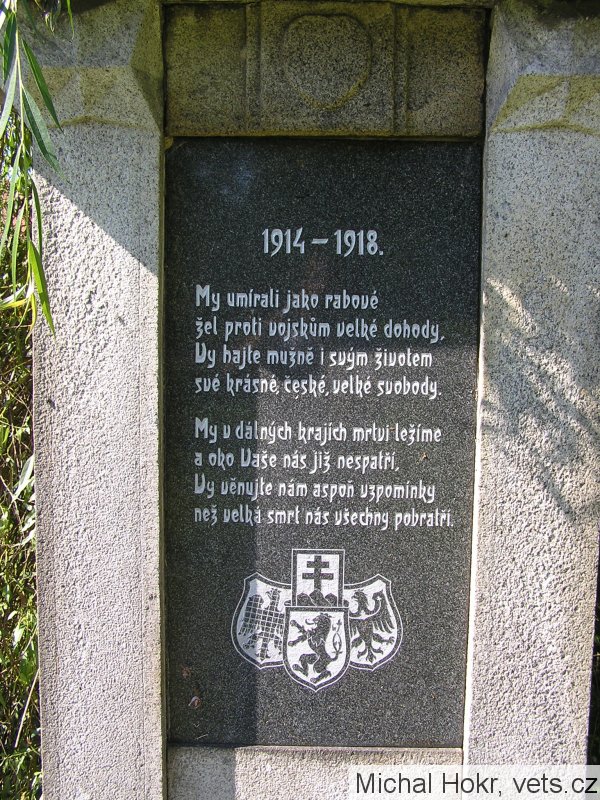 1914 – 1918.
My umírali jako rabové
žel proti vojskům velké dohody,
Vy hajte mužně i svým životem
své krásné, české, velké svobody.
My v dálných krajích mrtvi ležíme
a oko Vaše nás již nespatří,
Vy věnujte nám aspoň vzpomínky
než velká smrt nás všechny pobratří.
Michal Hokr, vets.cz